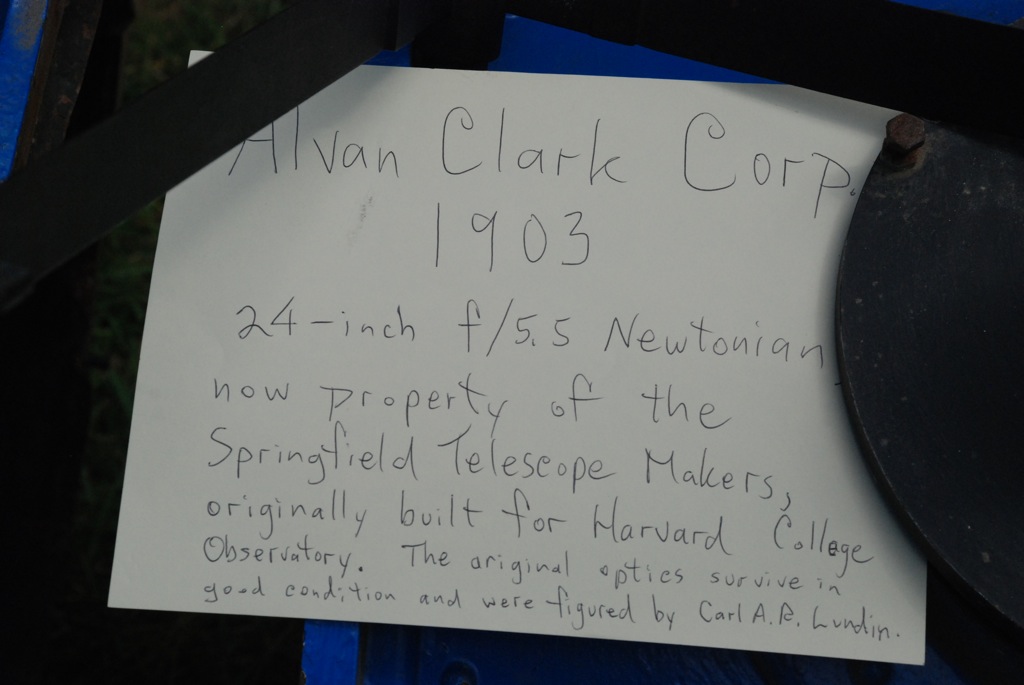 Alvan Clark Corp.
1903
24-inch f/5.5 Newtonian,
now property of the
Springfield Telescope Makers,
originally built for Harvard College
Observatory. The original optics survive in
good condition and were figured by Carl A.R. Lundin.